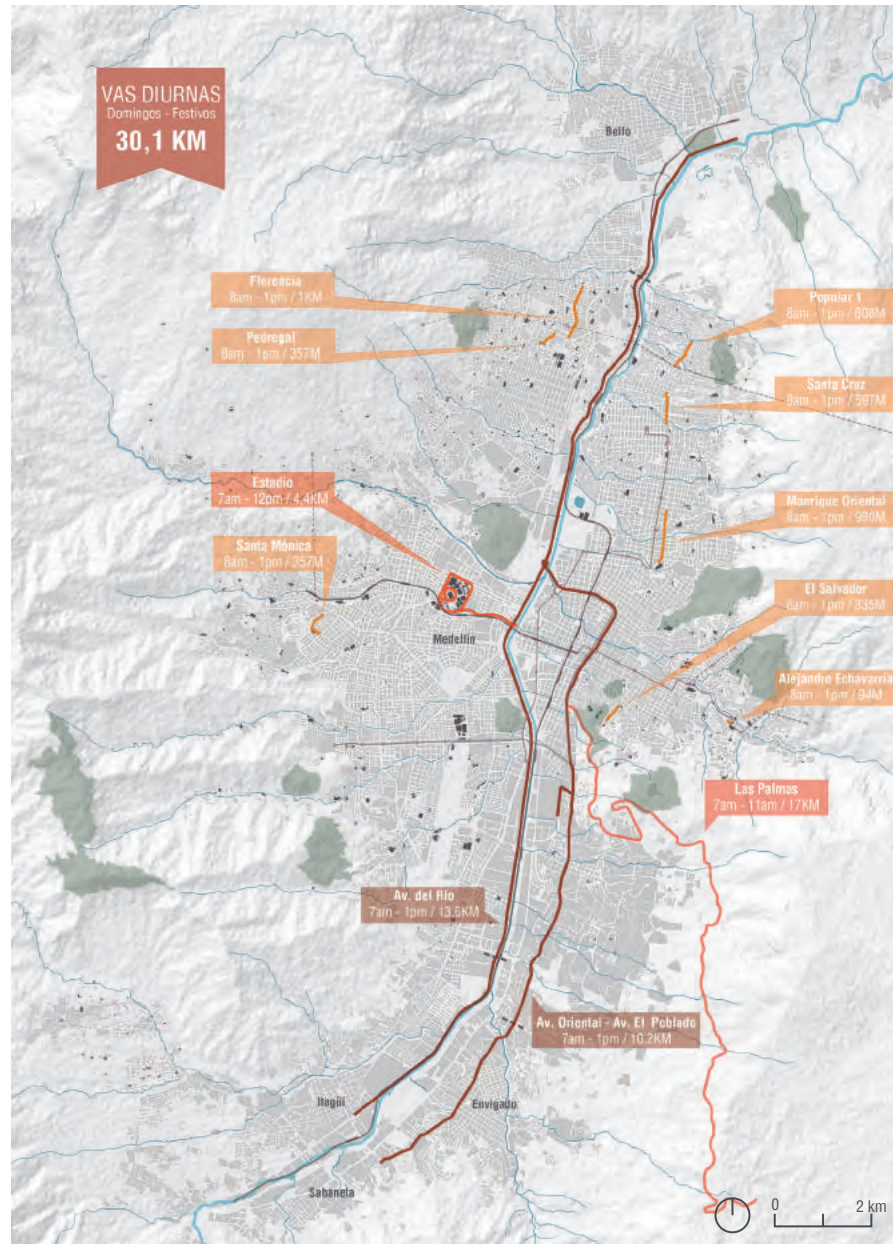 VAS DIURNAS
Domingos - Festivos
30,1 KM
Bello
Florencia
8am - 1pm / 1KM
Pedregal
8am - 1pm / 357M
Popular 1
8am - 1pm / 608M
Santa Cruz
8am - 1pm / 597M
Estadio
7am - 12pm / 4.4KM
Manrique Oriental
8am - 1pm / 980M
Santa Mónica
8am - 1pm / 357M
El Salvador
8am - 1pm / 335M
Medellín
Alejandro Echavarria
8am - 1pm / 94M
Las Palmas
7am - 11am / 17KM
Av. del Río
7am - 1pm / 13.6KM
Av. Oriental - Av. El Poblado
7am - 1pm / 10.2KM
Itagüí
Envigado
Sabaneta
0 2 km